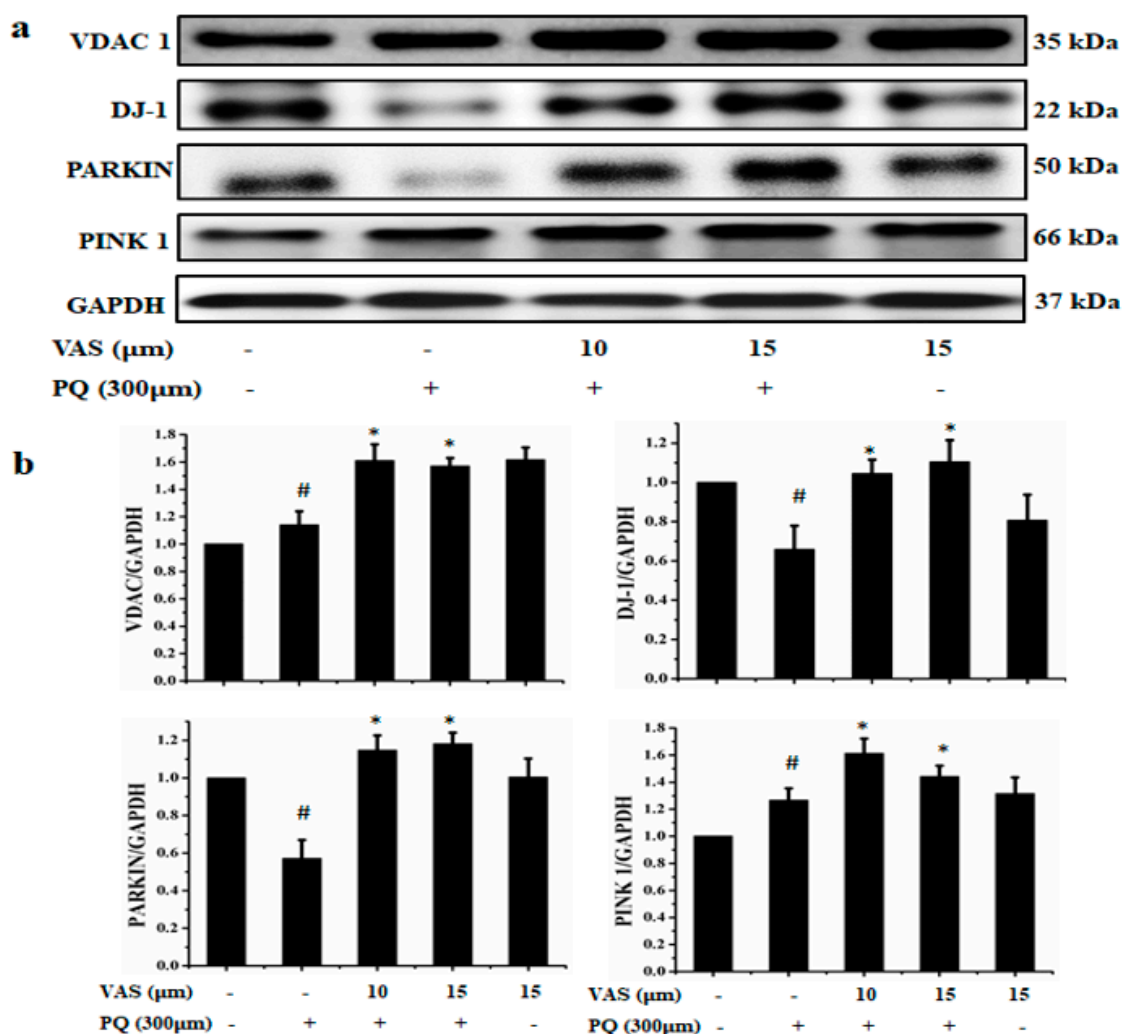 a
VDAC 1 35 kDa
DJ-1 22 kDa
PARKIN 50 kDa
PINK 1 66 kDa
GAPDH 37 kDa
VAS (μm) - - 10 15 15
PQ (300μm) - + + + -
b
VDAC/GAPDH
1.8
1.6
1.4
1.2
1.0
0.8
0.6
0.4
0.2
0.0
# * *
DJ-1/GAPDH
1.2
1.0
0.8
0.6
0.4
0.2
0.0
# * *
PARKIN/GAPDH
1.2
1.0
0.8
0.6
0.4
0.2
0.0
# * *
VAS (μm) - - 10 15 15
PQ (300μm) - + + + -
PINK 1/GAPDH
1.8
1.6
1.4
1.2
1.0
0.8
0.6
0.4
0.2
0.0
# * *
VAS (μm) - - 10 15 15
PQ (300μm) - + + + -